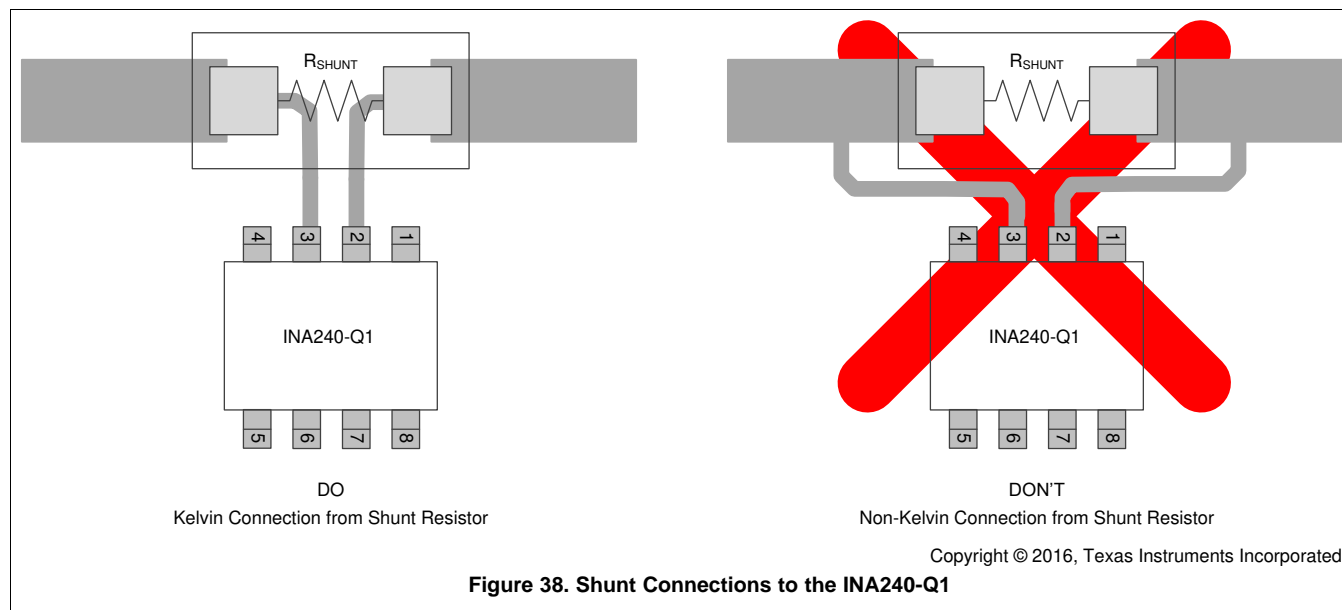 RSHUNT
4 3 2 1
INA240-Q1
5 6 7 8
DO
Kelvin Connection from Shunt Resistor
RSHUNT
4 3 2 1
INA240-Q1
5 6 7 8
DON'T
Non-Kelvin Connection from Shunt Resistor
Copyright © 2016, Texas Instruments Incorporated
Figure 38. Shunt Connections to the INA240-Q1